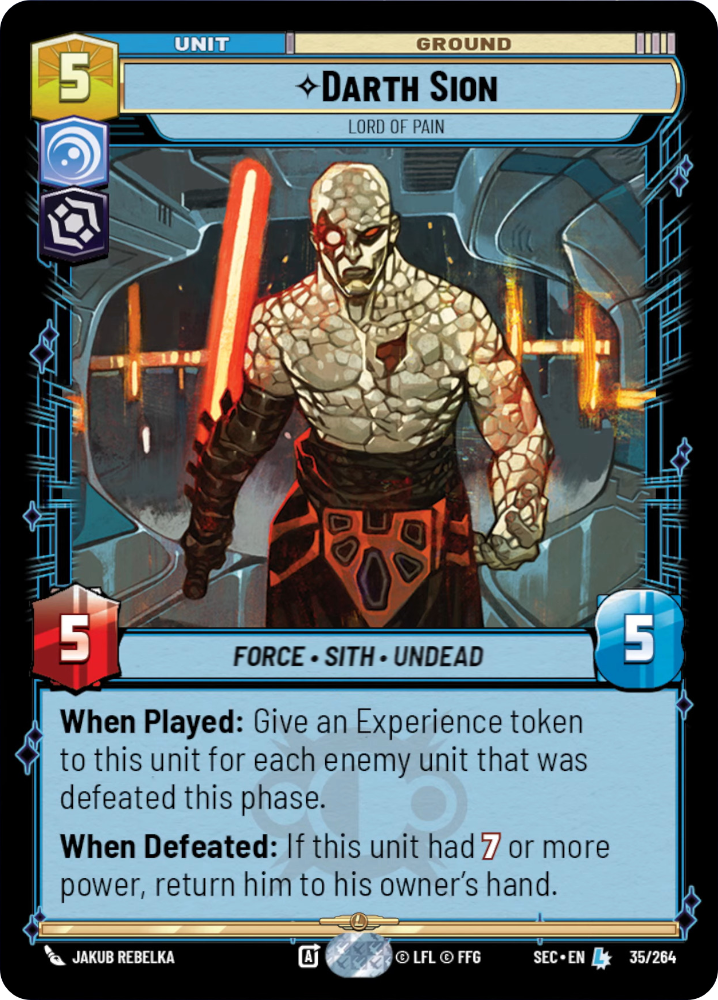 UNIT
GROUND
5
✧DARTH SION
LORD OF PAIN
5
FORCE • SITH • UNDEAD
5
When Played: Give an Experience token
to this unit for each enemy unit that was
defeated this phase.
When Defeated: If this unit had 7 or more
power, return him to his owner's hand.
JAKUB REBELKA
A
© LFL © FFG
SEC • EN
L
35/264